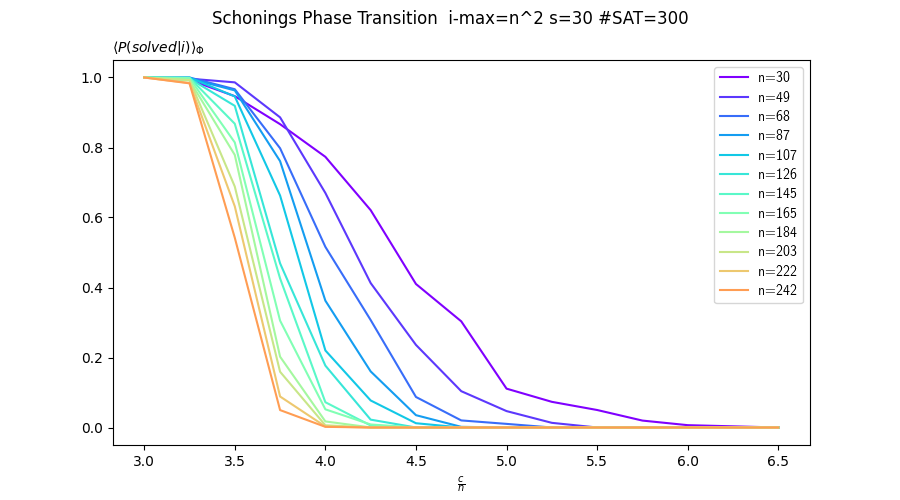 Schonings Phase Transition  i-max=n^2 s=30 #SAT=300
⟨P(solved|i)⟩Φ
1.0
0.8
0.6
0.4
0.2
0.0
3.0 3.5 4.0 4.5 5.0 5.5 6.0 6.5
c/n
n=30
n=49
n=68
n=87
n=107
n=126
n=145
n=165
n=184
n=203
n=222
n=242